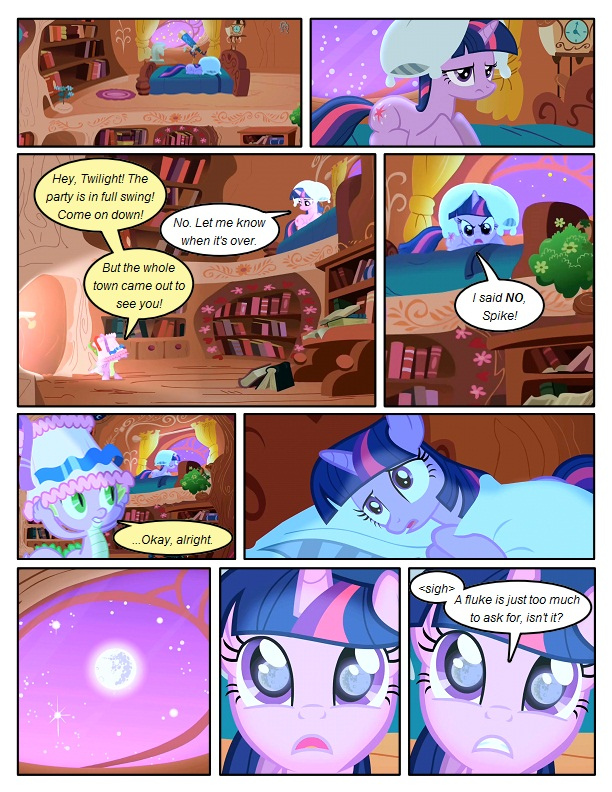 Hey, Twilight! The
party is in full swing!
Come on down!
No. Let me know
when it's over.
But the whole
town came out to
see you!
I said NO,
Spike!
...Okay, alright.
<sigh>
A fluke is just too much
to ask for, isn't it?